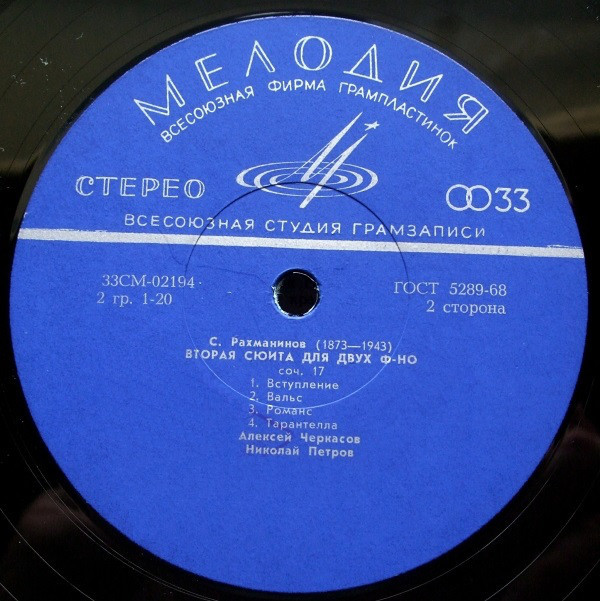 МЕЛОДИЯ
ВСЕСОЮЗНАЯ ФИРМА ГРАМПЛАСТИНОК
СТЕРЕО
33
ВСЕСОЮЗНАЯ СТУДИЯ ГРАМЗАПИСИ
33СМ-02194
ГОСТ 5289-68
2 гр. 1-20
2 сторона
С. Рахманинов (1873—1943)
ВТОРАЯ СЮИТА ДЛЯ ДВУХ Ф-НО
соч. 17
1. Вступление
2. Вальс
3. Романс
4. Тарантелла
Алексей Черкасов
Николай Петров